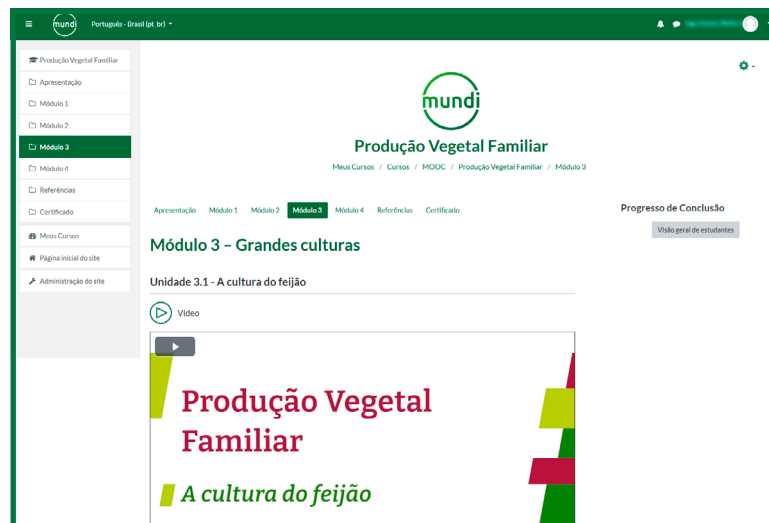 mundi
Português - Brasil (pt_br)
Produção Vegetal Familiar
Apresentação
Módulo 1
Módulo 2
Módulo 3
Módulo 4
Referências
Certificado
Meus Cursos
Página inicial do site
Administração do site
mundi
Produção Vegetal Familiar
Meus Cursos / Cursos / MOOC / Produção Vegetal Familiar / Módulo 3
Apresentação Módulo 1 Módulo 2 Módulo 3 Módulo 4 Referências Certificado
Módulo 3 – Grandes culturas
Unidade 3.1 - A cultura do feijão
Vídeo
Produção Vegetal
Familiar
A cultura do feijão
Progresso de Conclusão
Visão geral de estudantes